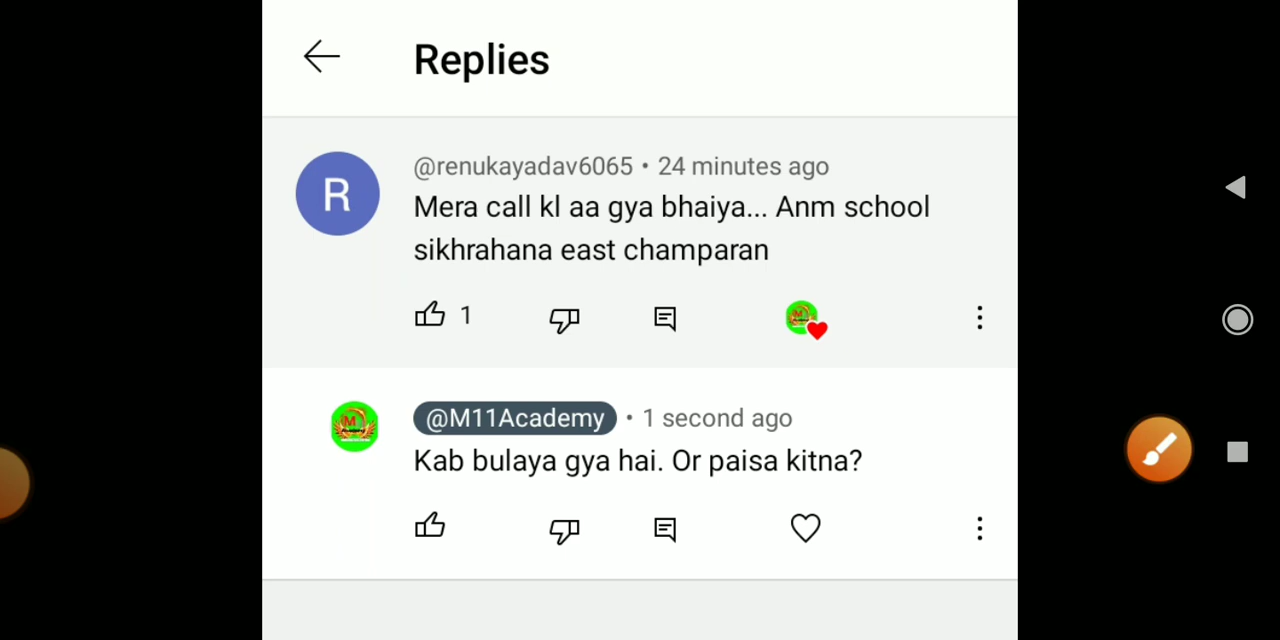 Replies
R
@renukayadav6065 • 24 minutes ago
Mera call kl aa gya bhaiya... Anm school
sikhrahana east champaran
1
@M11Academy • 1 second ago
Kab bulaya gya hai. Or paisa kitna?